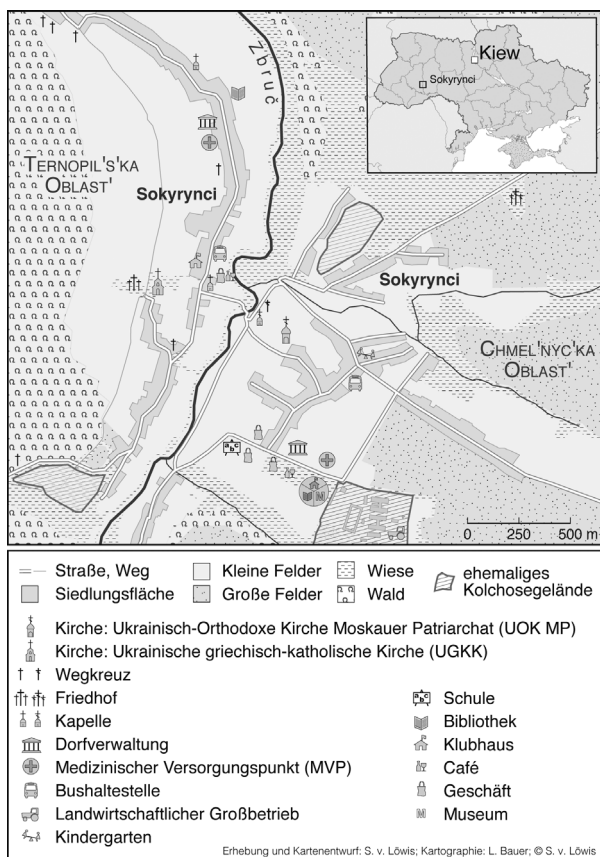 Zbruč
Kiew
Sokyrynci
TERNOPIL'S'KA
OBLAST'
Sokyrynci
Sokyrynci
CHMEL'NYC'KA
OBLAST'
a b c
M
0 250 500 m
Straße, Weg
Kleine Felder
Wiese
ehemaliges
Kolchosegelände
Siedlungsfläche
Große Felder
Wald
Kirche: Ukrainisch-Orthodoxe Kirche Moskauer Patriarchat (UOK MP)
Kirche: Ukrainische griechisch-katholische Kirche (UGKK)
Wegkreuz
Friedhof
Kapelle
Dorfverwaltung
Medizinischer Versorgungspunkt (MVP)
Bushaltestelle
Landwirtschaftlicher Großbetrieb
Kindergarten
a b c
Schule
Bibliothek
Klubhaus
Café
Geschäft
M
Museum
Erhebung und Kartenentwurf: S. v. Löwis; Kartographie: L. Bauer; © S. v. Löwis